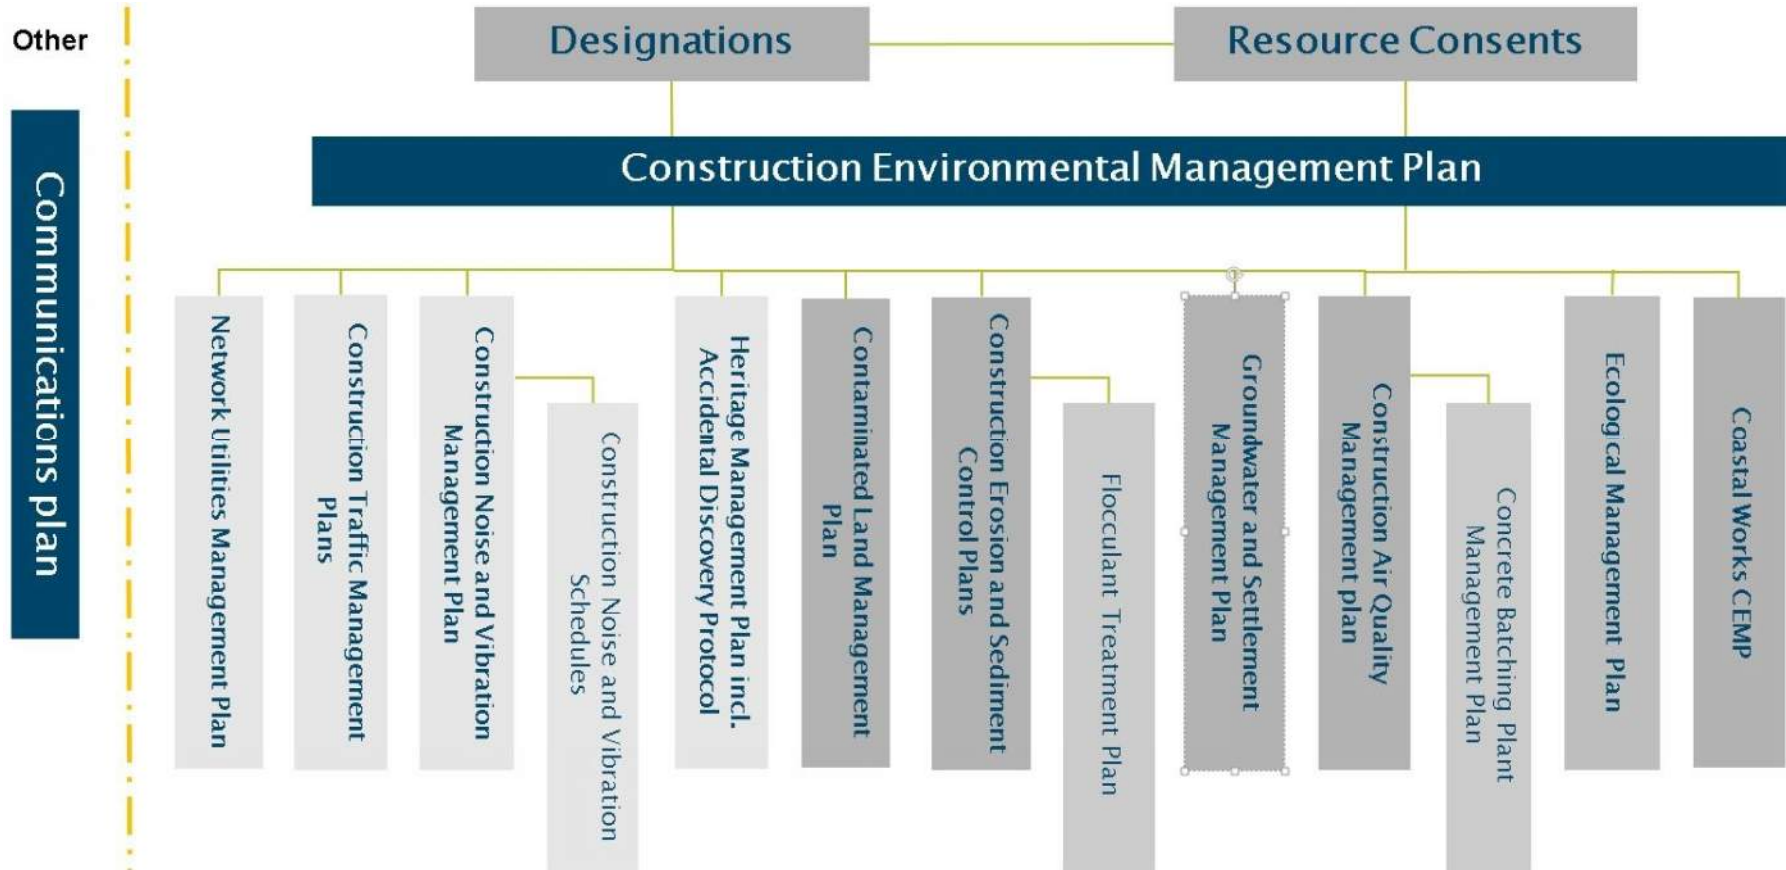 Other
Designations
Resource Consents
Communications plan
Construction Environmental Management Plan
Network Utilities Management Plan
Construction Traffic Management
Plans
Construction Noise and Vibration
Management Plan
Construction Noise and Vibration
Schedules
Heritage Management Plan incl.
Accidental Discovery Protocol
Contaminated Land Management
Plan
Construction Erosion and Sediment
Control Plans
Flocculant Treatment Plan
Groundwater and Settlement
Management Plan
Construction Air Quality
Management plan
Concrete Batching Plant
Management Plan
Ecological Management Plan
Coastal Works CEMP